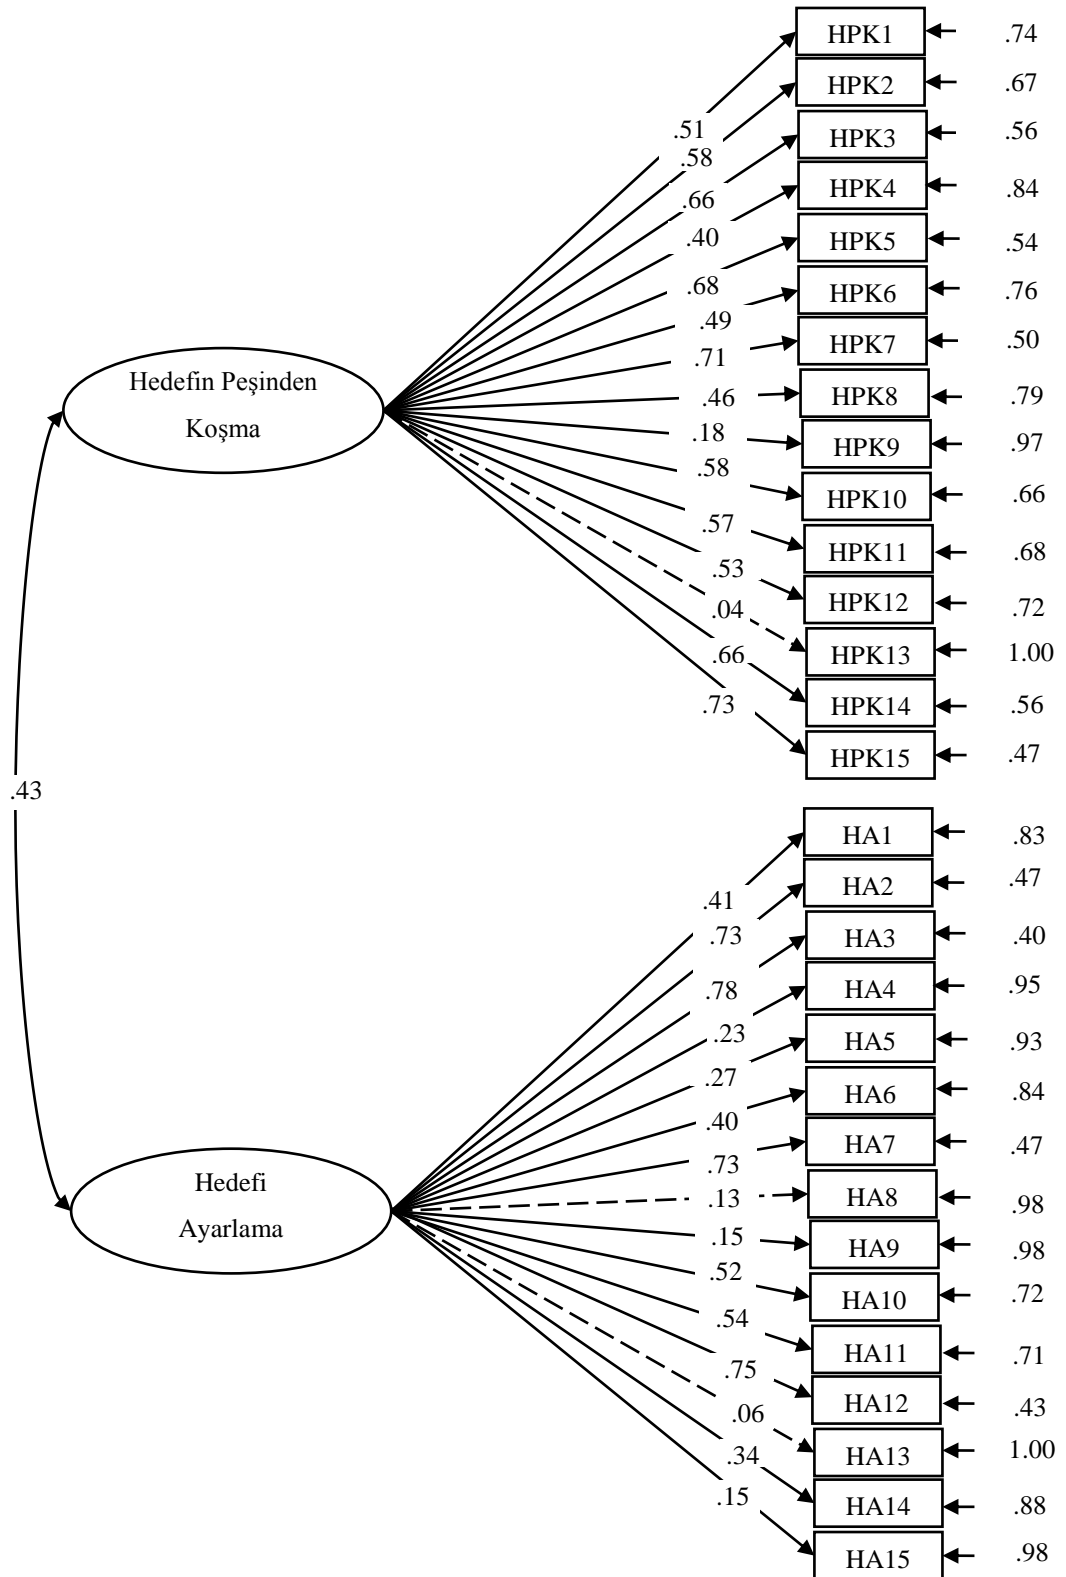 HPK1 .74
HPK2 .67
.51
HPK3 .56
.58
HPK4 .84
.66
.40
HPK5 .54
.68
HPK6 .76
.49
HPK7 .50
.71
Hedefin Peşinden
Koşma
.46
HPK8 .79
.18
HPK9 .97
.58
HPK10 .66
.57
HPK11 .68
.53
HPK12 .72
.04
HPK13 1.00
.66
HPK14 .56
.73
HPK15 .47
.43
HA1 .83
HA2 .47
.41
.73
HA3 .40
.78
HA4 .95
.23
HA5 .93
.27
HA6 .84
.40
HA7 .47
.73
Hedefi
Ayarlama
.13
HA8 .98
.15
HA9 .98
.52
HA10 .72
.54
HA11 .71
.75
HA12 .43
.06
HA13 1.00
.34
HA14 .88
.15
HA15 .98